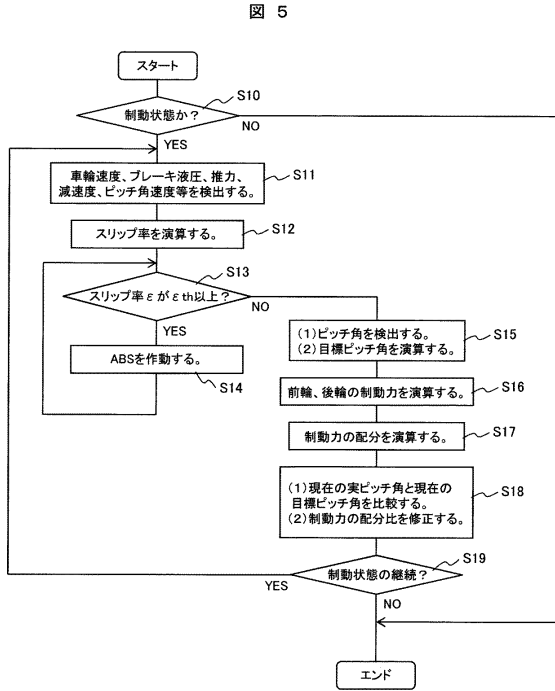 図 5
スタート
S10
制動状態か?
NO
YES
車輪速度、ブレーキ液圧、推力、
減速度、ピッチ角速度等を検出する。
S11
スリップ率を演算する。
S12
S13
スリップ率εがεth以上?
NO
YES
ABSを作動する。
S14
(1)ピッチ角を検出する。
(2)目標ピッチ角を演算する。
S15
前輪、後輪の制動力を演算する。
S16
制動力の配分を演算する。
S17
(1)現在の実ピッチ角と現在の
目標ピッチ角を比較する。
(2)制動力の配分比を修正する。
S18
S19
制動状態の継続?
YES
NO
エンド